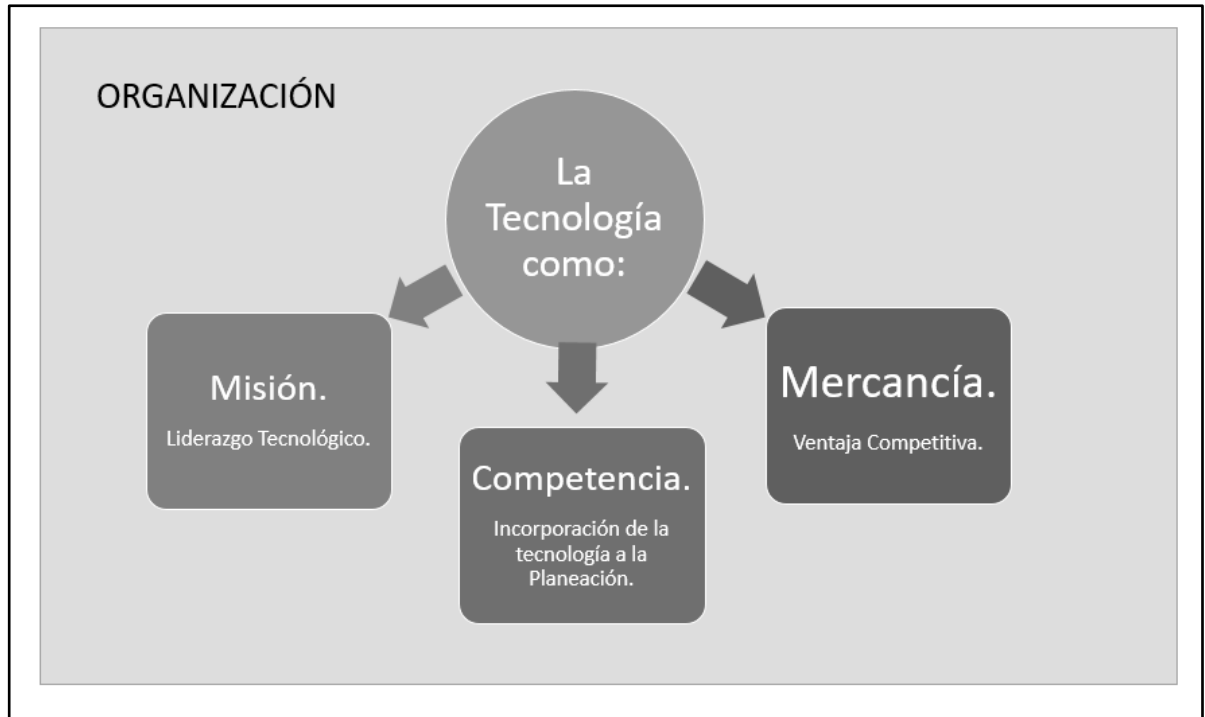 ORGANIZACIÓN
La
Tecnología
como:
Misión.
Liderazgo Tecnológico.
Competencia.
Incorporación de la
tecnología a la
Planeación.
Mercancía.
Ventaja Competitiva.